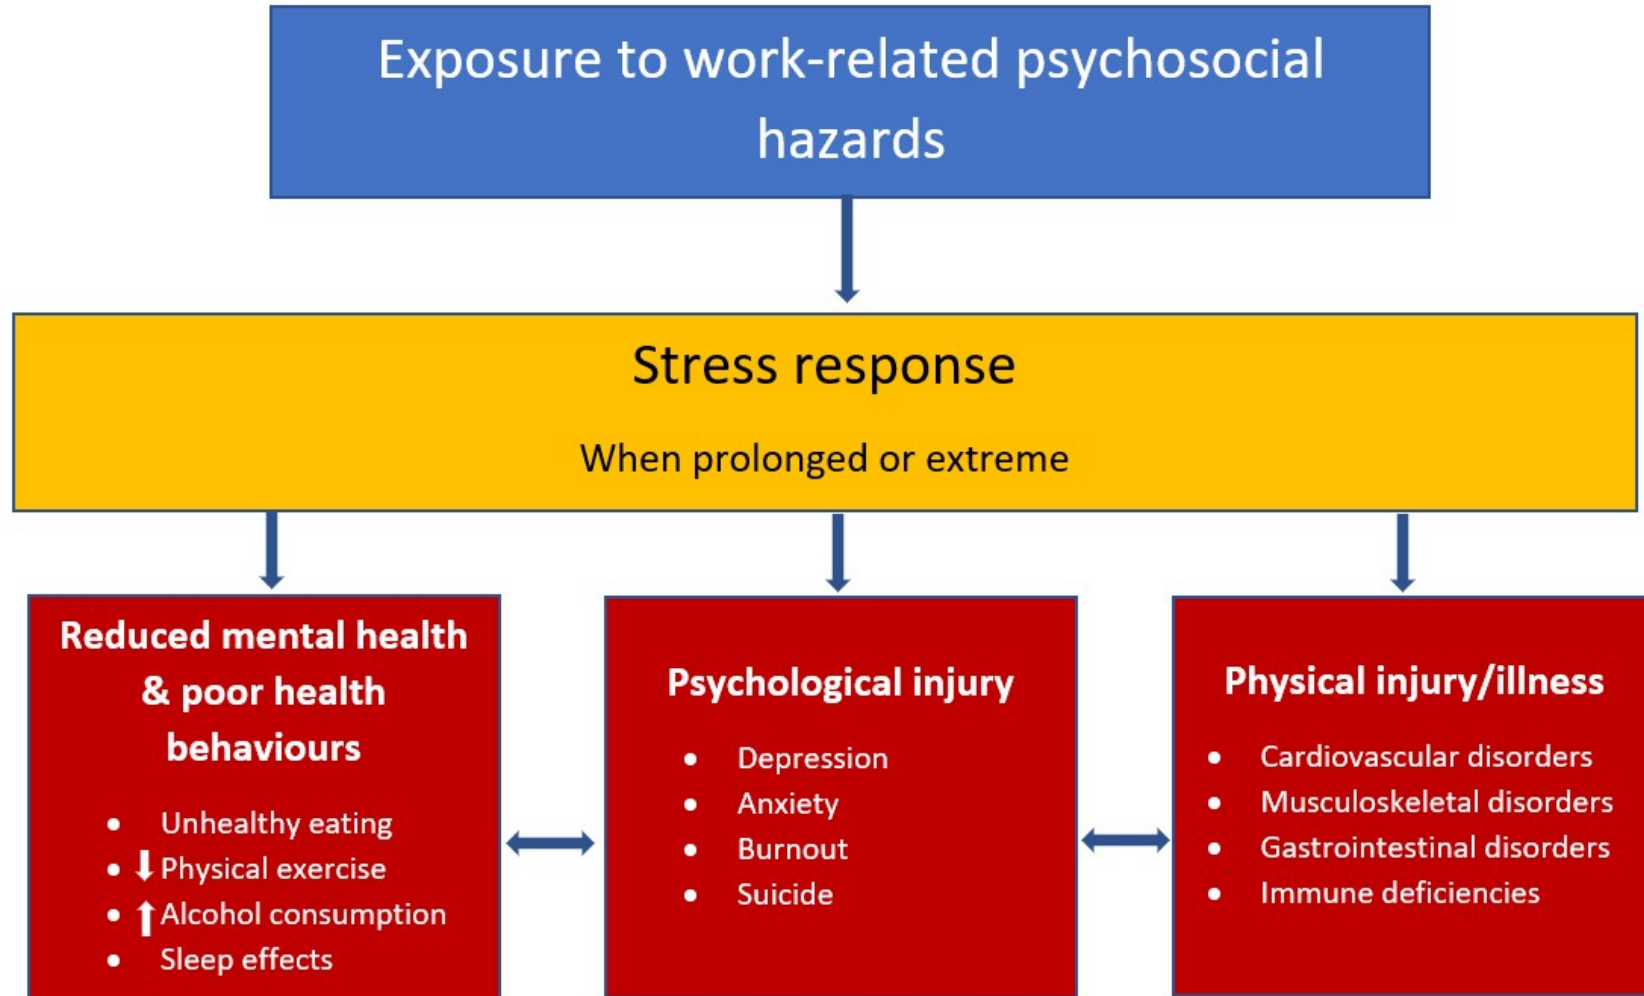 Exposure to work-related psychosocial
hazards
Stress response
When prolonged or extreme
Reduced mental health
& poor health
behaviours
• Unhealthy eating
• ⬇ Physical exercise
• ⬆ Alcohol consumption
• Sleep effects
Psychological injury
• Depression
• Anxiety
• Burnout
• Suicide
Physical injury/illness
• Cardiovascular disorders
• Musculoskeletal disorders
• Gastrointestinal disorders
• Immune deficiencies